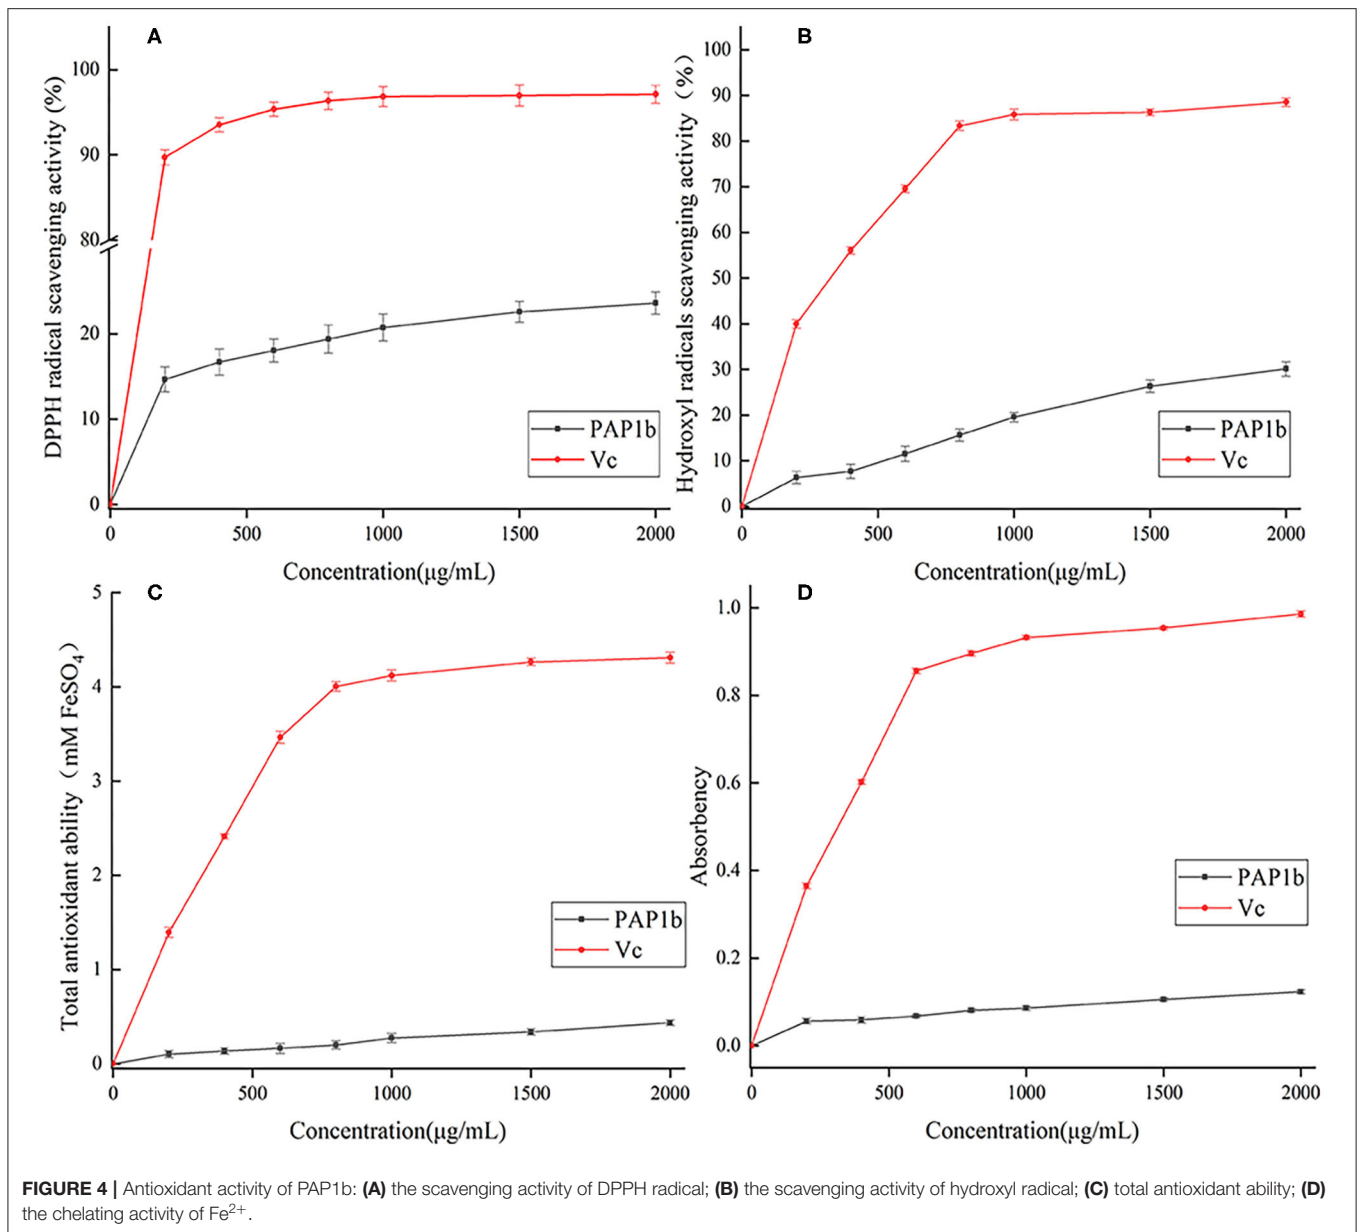 A
DPPH radical scavenging activity (%)
100
90
80
20
10
0
PAP1b
Vc
0 500 1000 1500 2000
Concentration(μg/mL)
B
Hydroxyl radicals scavenging activity（%）
100
90
80
70
60
50
40
30
20
10
0
PAP1b
Vc
0 500 1000 1500 2000
Concentration(μg/mL)
C
Total antioxidant ability（mM FeSO₄）
5
4
3
2
1
0
PAP1b
Vc
0 500 1000 1500 2000
Concentration(μg/mL)
D
Absorbency
1.0
0.8
0.6
0.4
0.2
0.0
PAP1b
Vc
0 500 1000 1500 2000
Concentration(μg/mL)
FIGURE 4 | Antioxidant activity of PAP1b: (A) the scavenging activity of DPPH radical; (B) the scavenging activity of hydroxyl radical; (C) total antioxidant ability; (D)
the chelating activity of Fe²⁺.